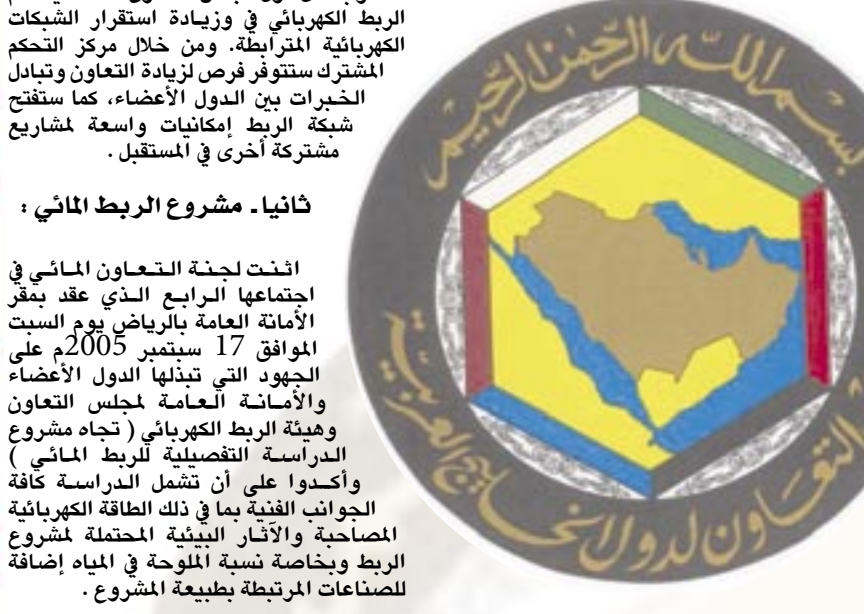 الربط الكهربائي في وزيادة استقرار الشبكات
الكهربائية المترابطة. ومن خلال مركز التحكم
المشترك ستتوفر فرص لزيادة التعاون وتبادل
الخبرات بين الدول الأعضاء، كما ستفتح
شبكة الربط إمكانيات واسعة لمشاريع
مشتركة أخرى في المستقبل .
ثانيا ـ مشروع الربط المائي :
اثنت لجنة التعاون المائي في
اجتماعها الرابع الذي عقد بمقر
الأمانة العامة بالرياض يوم السبت
الموافق 17 سبتمبر 2005م على
الجهود التي تبذلها الدول الأعضاء
والأمانة العامة لمجلس التعاون
وهيئة الربط الكهربائي ( تجاه مشروع
الدراسة التفصيلية للربط المائي )
وأكدوا على أن تشمل الدراسة كافة
الجوانب الفنية بما في ذلك الطاقة الكهربائية
المصاحبة والآثار البيئية المحتملة لمشروع
الربط وبخاصة نسبة الملوحة في المياه إضافة
للصناعات المرتبطة بطبيعة المشروع .
بسم الله الرحمن الرحيم
التعاون لدول الخليج العربية